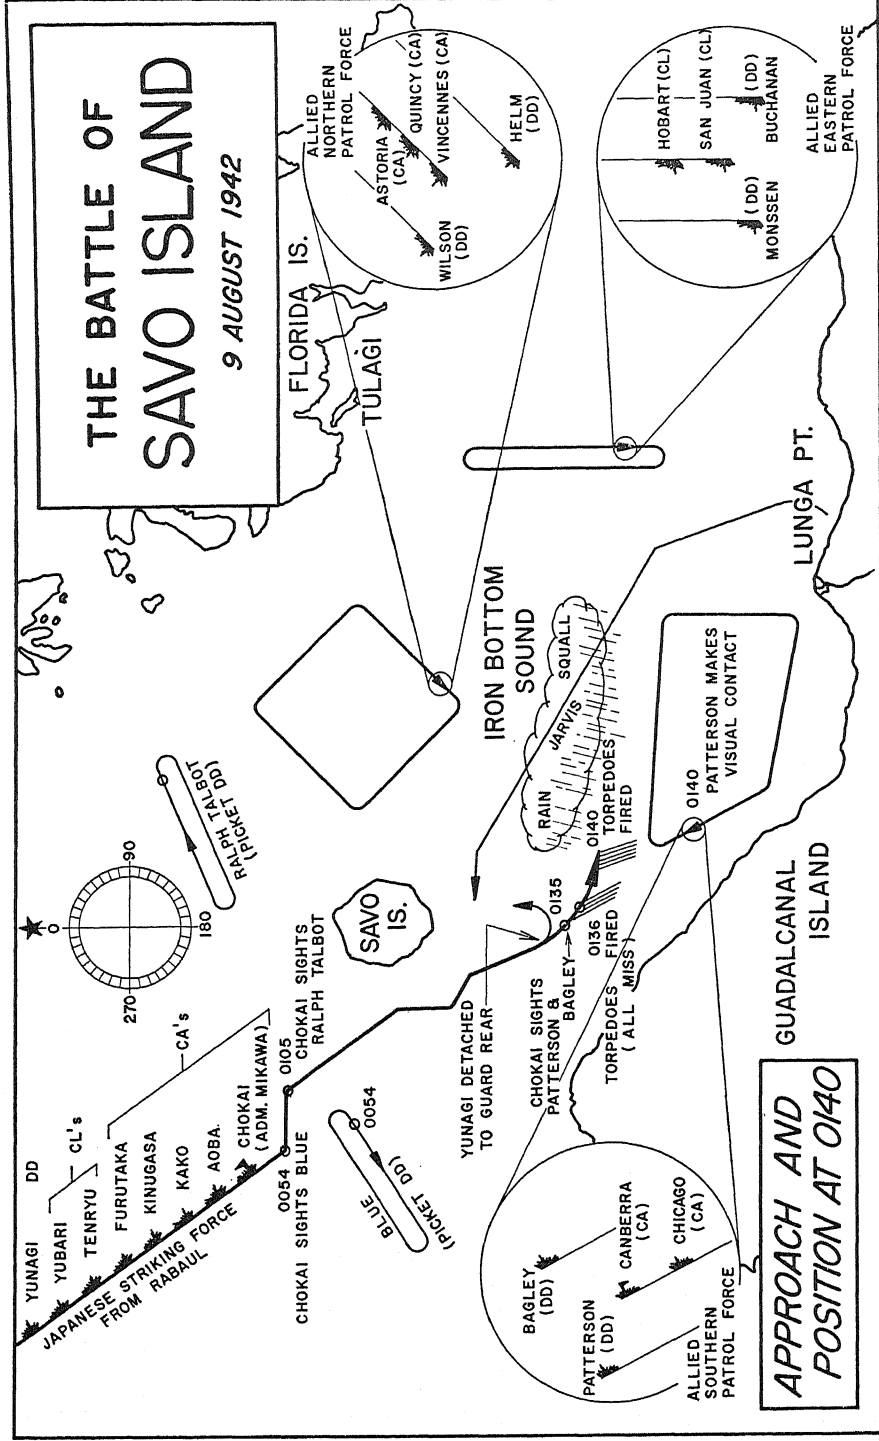 THE BATTLE OF
SAVO ISLAND
9 AUGUST 1942
YUNAGI DD
YUBARI
TENRYU
CL's
FURUTAKA
KINUGASA
KAKO
AOBA
CHOKAI
(ADM. MIKAWA)
CA's
JAPANESE STRIKING FORCE
FROM RABAUL
0
90
180
270
RALPH TALBOT
(PICKET DD)
FLORIDA IS.
TULAGI
ALLIED
NORTHERN
PATROL FORCE
ASTORIA
(CA)
QUINCY (CA)
VINCENNES (CA)
WILSON
(DD)
HELM
(DD)
0054
CHOKAI SIGHTS BLUE
0105
CHOKAI SIGHTS
RALPH TALBOT
SAVO
IS.
BLUE
(PICKET DD)
0054
YUNAGI DETACHED
TO GUARD REAR
IRON BOTTOM
SOUND
RAIN
SQUALL
JARVIS
CHOKAI SIGHTS
PATTERSON &
BAGLEY
0135
0136
TORPEDOES FIRED
(ALL MISS)
0140
TORPEDOES
FIRED
0140
PATTERSON MAKES
VISUAL CONTACT
HOBART (CL)
SAN JUAN (CL)
(DD)
BUCHANAN
MONSSEN
(DD)
ALLIED
EASTERN
PATROL FORCE
LUNGA PT.
GUADALCANAL
ISLAND
BAGLEY
(DD)
CANBERRA
(CA)
CHICAGO
(CA)
PATTERSON
(DD)
ALLIED
SOUTHERN
PATROL FORCE
APPROACH AND
POSITION AT 0140